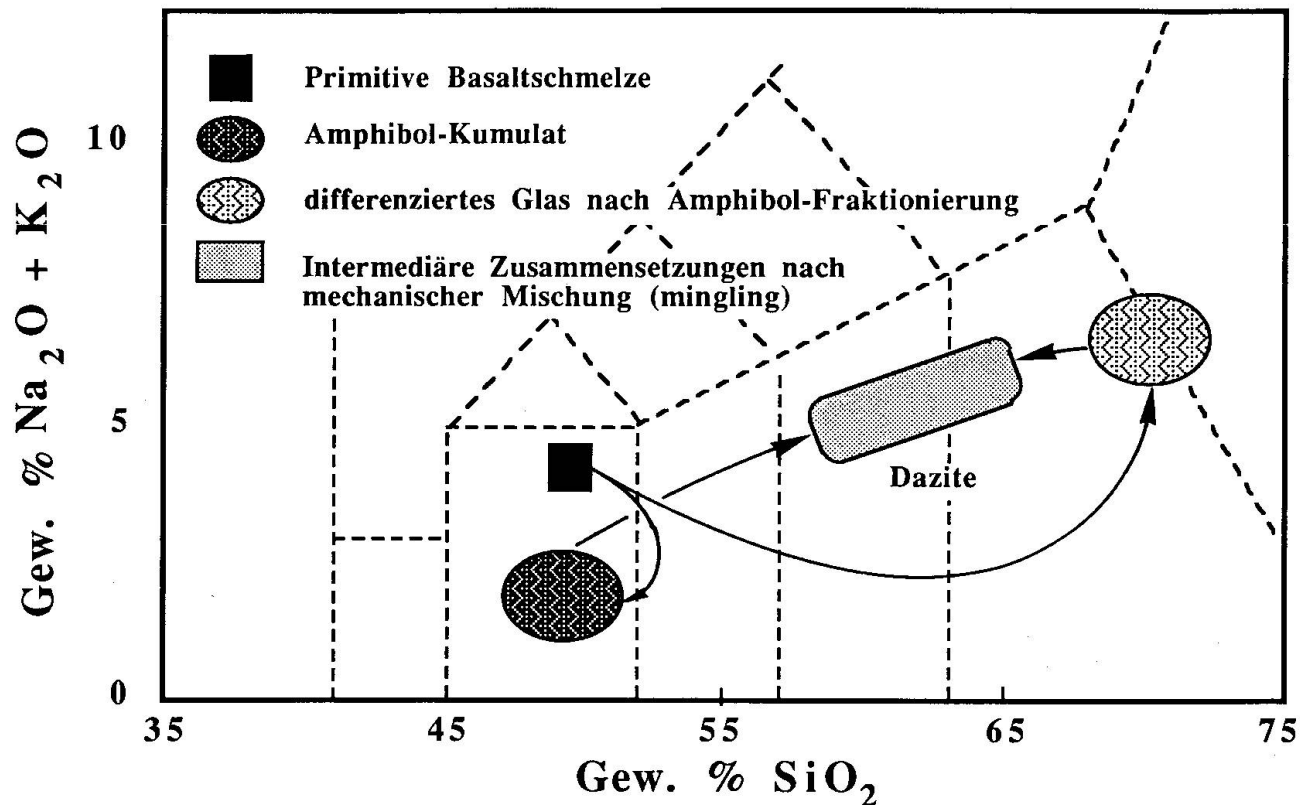 Primitive Basaltschmelze
Amphibol-Kumulat
differenziertes Glas nach Amphibol-Fraktionierung
Intermediäre Zusammensetzungen nach
mechanischer Mischung (mingling)
Dazite
Gew. % Na₂O + K₂O
10
5
0
35 45 55 65 75
Gew. % SiO₂